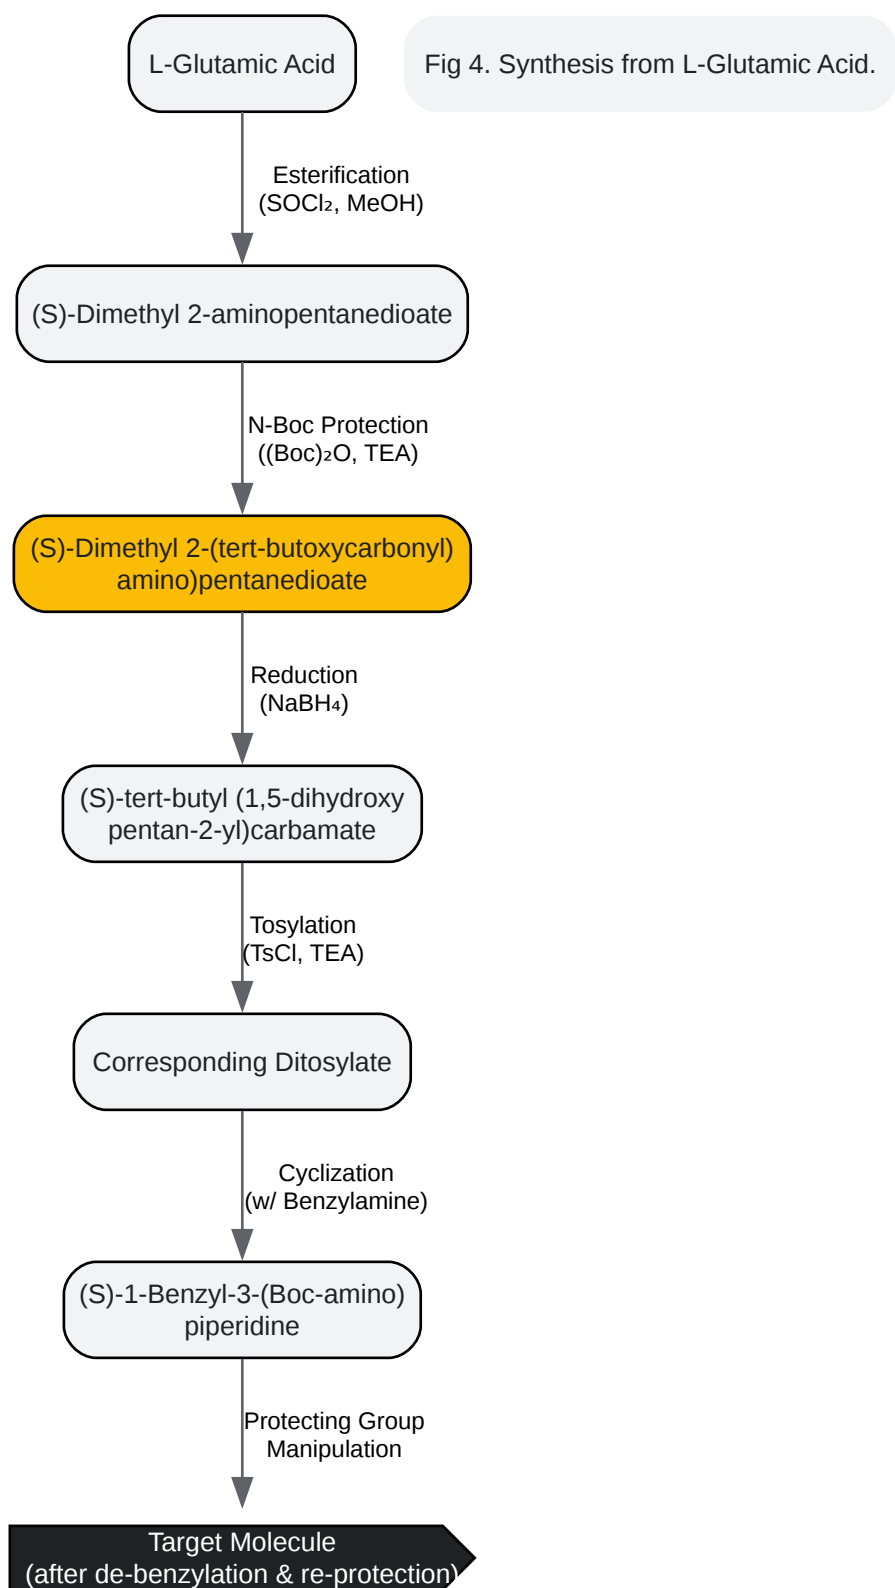 L-Glutamic Acid
Fig 4. Synthesis from L-Glutamic Acid.
Esterification
(SOCl₂, MeOH)
(S)-Dimethyl 2-aminopentanedioate
N-Boc Protection
((Boc)₂O, TEA)
(S)-Dimethyl 2-(tert-butoxycarbonyl)
amino)pentanedioate
Reduction
(NaBH₄)
(S)-tert-butyl (1,5-dihydroxy
pentan-2-yl)carbamate
Tosylation
(TsCl, TEA)
Corresponding Ditosylate
Cyclization
(w/ Benzylamine)
(S)-1-Benzyl-3-(Boc-amino)
piperidine
Protecting Group
Manipulation
Target Molecule
(after de-benzylation & re-protection)